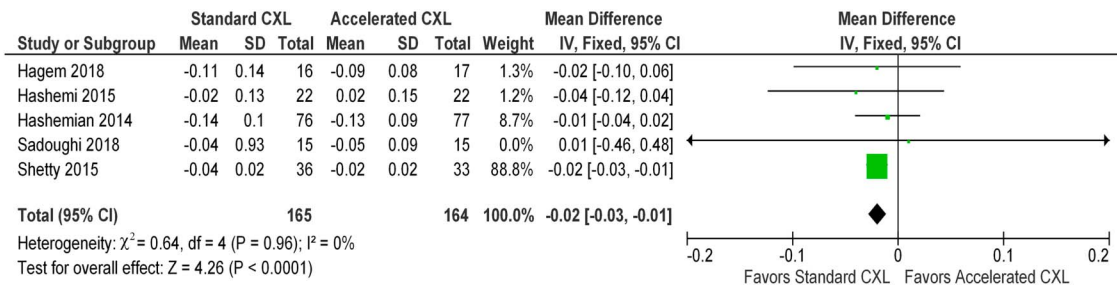 Standard CXL Accelerated CXL Mean Difference Mean Difference
Study or Subgroup Mean SD Total Mean SD Total Weight IV, Fixed, 95% CI IV, Fixed, 95% CI
Hagem 2018 -0.11 0.14 16 -0.09 0.08 17 1.3% -0.02 [-0.10, 0.06]
Hashemi 2015 -0.02 0.13 22 0.02 0.15 22 1.2% -0.04 [-0.12, 0.04]
Hashemian 2014 -0.14 0.1 76 -0.13 0.09 77 8.7% -0.01 [-0.04, 0.02]
Sadoughi 2018 -0.04 0.93 15 -0.05 0.09 15 0.0% 0.01 [-0.46, 0.48]
Shetty 2015 -0.04 0.02 36 -0.02 0.02 33 88.8% -0.02 [-0.03, -0.01]
Total (95% CI) 165 164 100.0% -0.02 [-0.03, -0.01]
Heterogeneity: χ² = 0.64, df = 4 (P = 0.96); I² = 0%
Test for overall effect: Z = 4.26 (P < 0.0001)
-0.2 -0.1 0 0.1 0.2
Favors Standard CXL Favors Accelerated CXL